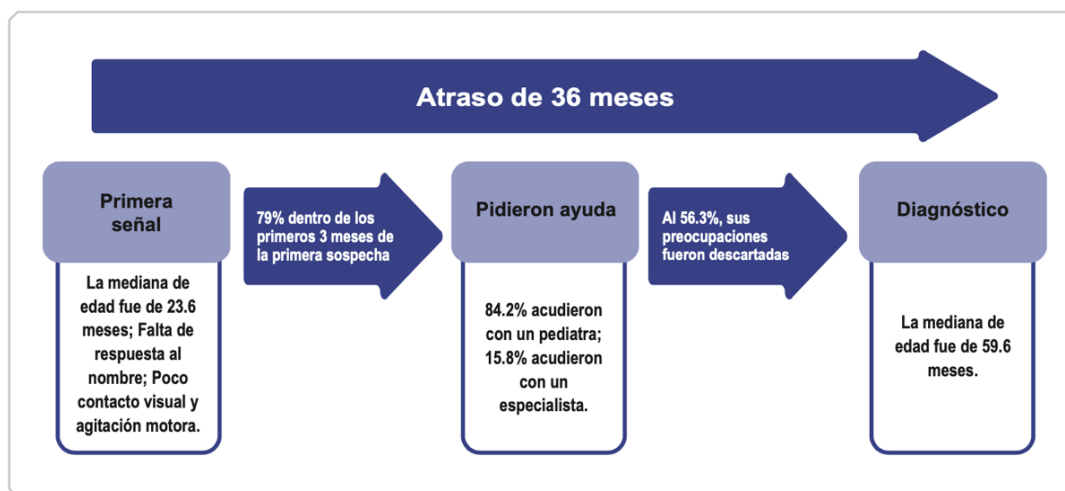 Atraso de 36 meses
Primera
señal
La mediana de
edad fue de 23.6
meses; Falta de
respuesta al
nombre; Poco
contacto visual y
agitación motora.
79% dentro de los
primeros 3 meses de
la primera sospecha
Pidieron ayuda
84.2% acudieron
con un pediatra;
15.8% acudieron
con un
especialista.
Al 56.3%, sus
preocupaciones
fueron descartadas
Diagnóstico
La mediana de
edad fue de 59.6
meses.